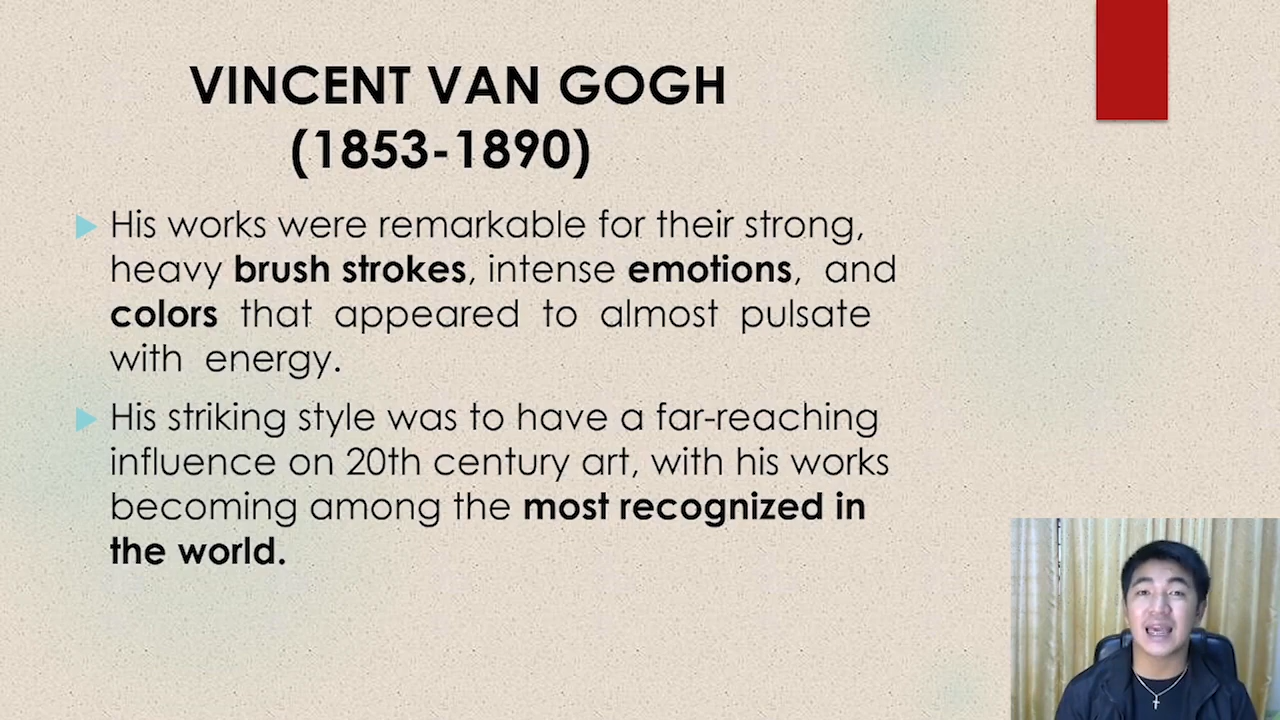 VINCENT VAN GOGH
(1853-1890)
His works were remarkable for their strong,
heavy brush strokes, intense emotions, and
colors that appeared to almost pulsate
with energy.
His striking style was to have a far-reaching
influence on 20th century art, with his works
becoming among the most recognized in
the world.